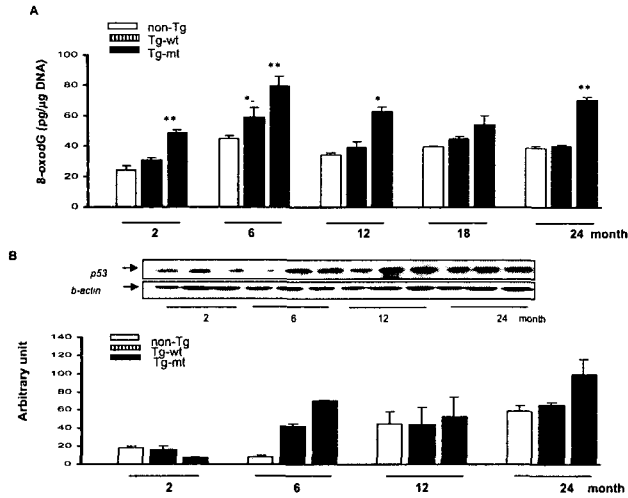 A
non-Tg
Tg-wt
Tg-mt
8-oxodG (pg/μg DNA)
100
80
60
40
20
0
**
*
**
*
**
2 6 12 18 24 month
B
p53
b-actin
2 6 12 24 month
non-Tg
Tg-wt
Tg-mt
Arbitrary unit
140
120
100
80
60
40
20
0
2 6 12 24 month